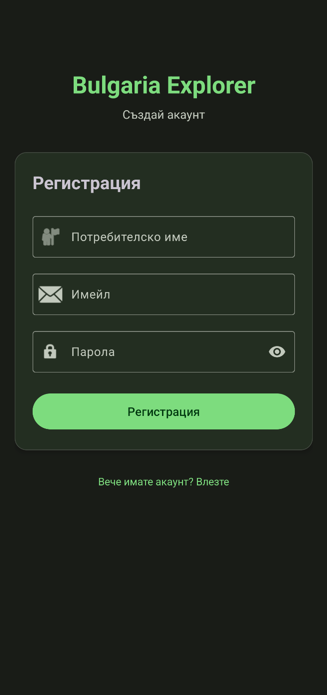 Bulgaria Explorer
Създай акаунт
Регистрация
Потребителско име
Имейл
Парола
Регистрация
Вече имате акаунт? Влезте